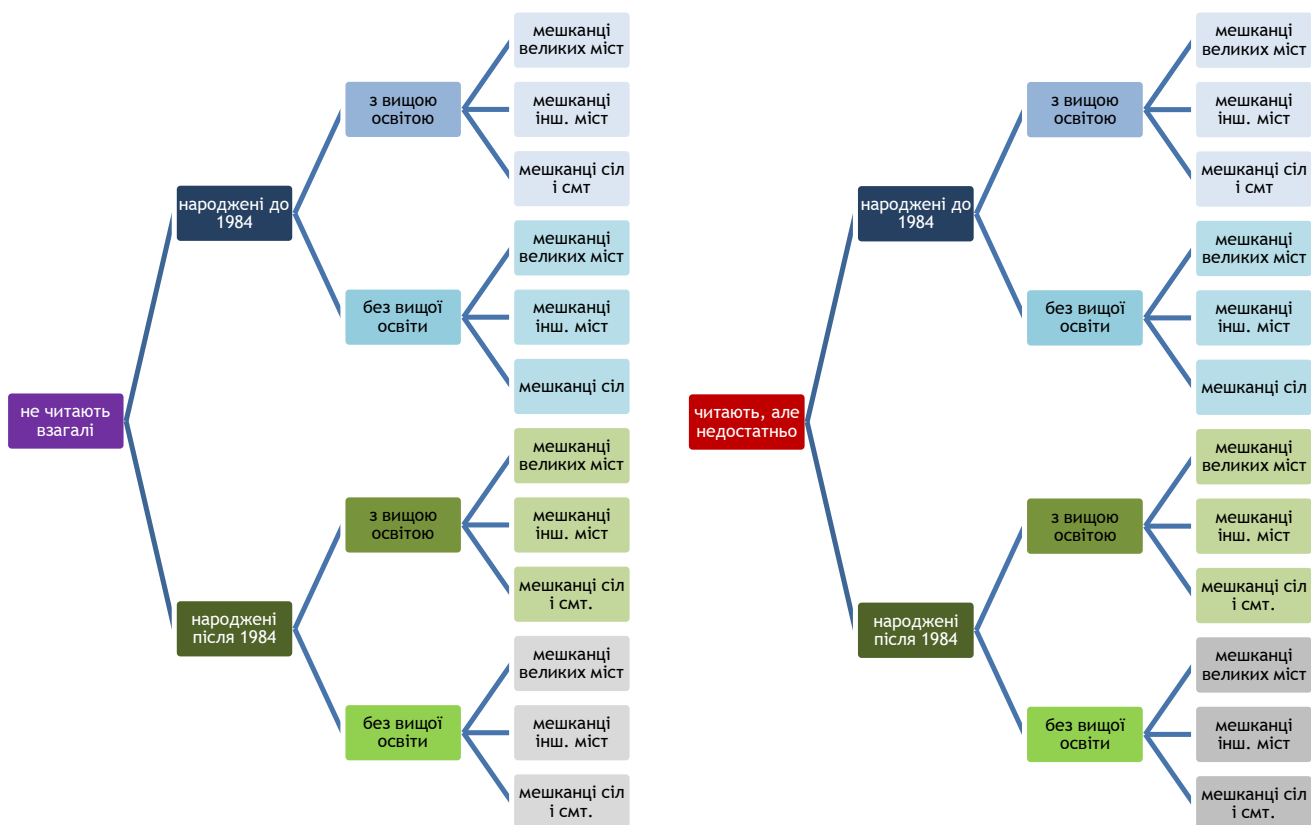 не читають
взагалі
народжені до
1984
з вищою
освітою
мешканці
великих міст
мешканці
інш. міст
мешканці сіл
і смт
без вищої
освіти
мешканці
великих міст
мешканці
інш. міст
мешканці сіл
народжені
після 1984
з вищою
освітою
мешканці
великих міст
мешканці
інш. міст
мешканці сіл
і смт.
без вищої
освіти
мешканці
великих міст
мешканці
інш. міст
мешканці сіл
і смт.
читають, але
недостатньо
народжені до
1984
з вищою
освітою
мешканці
великих міст
мешканці
інш. міст
мешканці сіл
і смт
без вищої
освіти
мешканці
великих міст
мешканці
інш. міст
мешканці сіл
народжені
після 1984
з вищою
освітою
мешканці
великих міст
мешканці
інш. міст
мешканці сіл
і смт.
без вищої
освіти
мешканці
великих міст
мешканці
інш. міст
мешканці сіл
і смт.